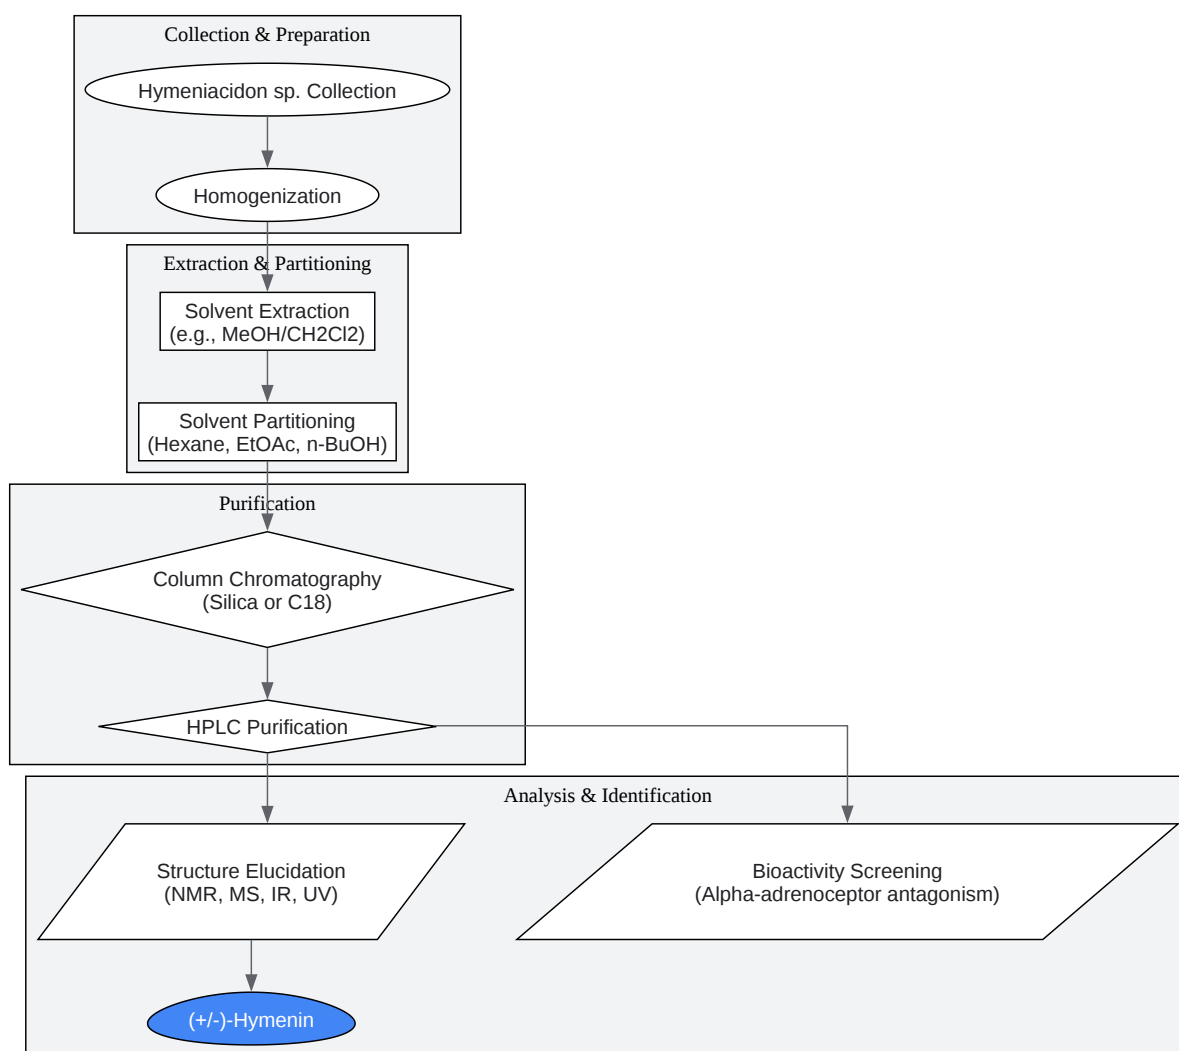 Collection & Preparation
Hymeniacidon sp. Collection
Homogenization
Extraction & Partitioning
Solvent Extraction
(e.g., MeOH/CH2Cl2)
Solvent Partitioning
(Hexane, EtOAc, n-BuOH)
Purification
Column Chromatography
(Silica or C18)
HPLC Purification
Analysis & Identification
Structure Elucidation
(NMR, MS, IR, UV)
Bioactivity Screening
(Alpha-adrenoceptor antagonism)
(+/-)-Hymenin